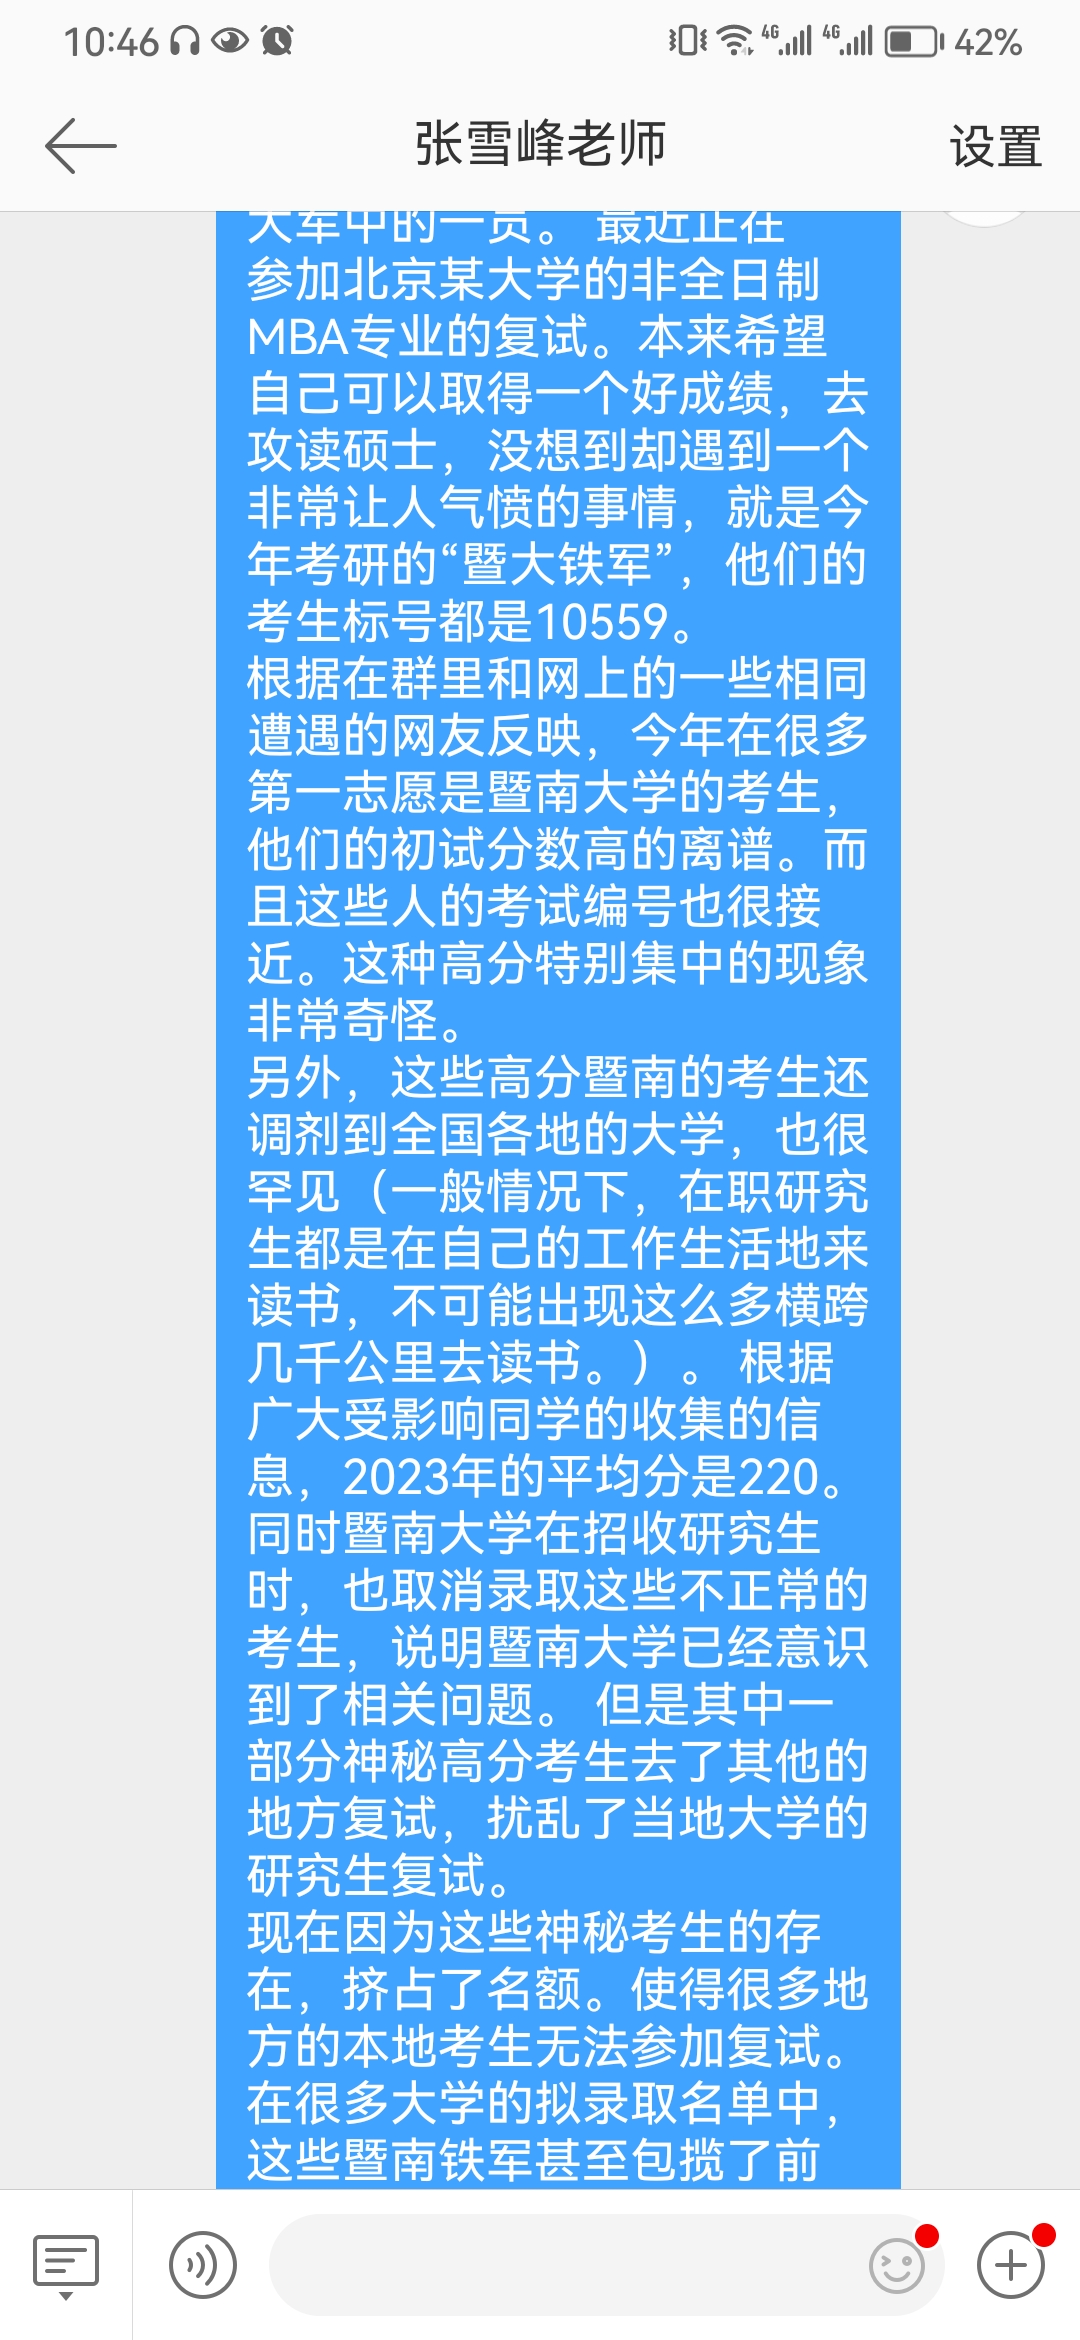 10:46
4G
4G
42%
张雪峰老师
设置
大军中的一员。 最近正在
参加北京某大学的非全日制
MBA专业的复试。本来希望
自己可以取得一个好成绩，去
攻读硕士，没想到却遇到一个
非常让人气愤的事情，就是今
年考研的“暨大铁军”，他们的
考生标号都是10559。
根据在群里和网上的一些相同
遭遇的网友反映，今年在很多
第一志愿是暨南大学的考生，
他们的初试分数高的离谱。而
且这些人的考试编号也很接
近。这种高分特别集中的现象
非常奇怪。
另外，这些高分暨南的考生还
调剂到全国各地的大学，也很
罕见（一般情况下，在职研究
生都是在自己的工作生活地来
读书，不可能出现这么多横跨
几千公里去读书。）。 根据
广大受影响同学的收集的信
息，2023年的平均分是220。
同时暨南大学在招收研究生
时，也取消录取这些不正常的
考生，说明暨南大学已经意识
到了相关问题。 但是其中一
部分神秘高分考生去了其他的
地方复试，扰乱了当地大学的
研究生复试。
现在因为这些神秘考生的存
在，挤占了名额。使得很多地
方的本地考生无法参加复试。
在很多大学的拟录取名单中，
这些暨南铁军甚至包揽了前